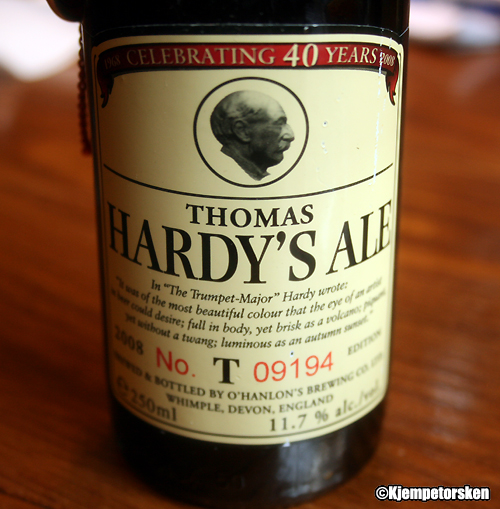 1968 CELEBRATING 40 YEARS 2008
THOMAS
HARDY'S ALE
In "The Trumpet-Major" Hardy wrote:
"It was of the most beautiful colour that the eye of an artist
in beer could desire; full in body, yet brisk as a volcano; piquant,
yet without a twang; luminous as an autumn sunset."
2008 No. T 09194 EDITION
BREWED & BOTTLED BY O'HANLON'S BREWING CO. LTD.
WHIMPLE, DEVON, ENGLAND
e 250ml 11.7 % alc./vol.
©Kjempetorsken